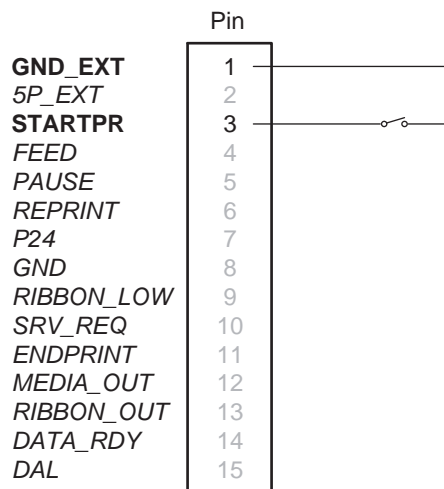 Pin
GND_EXT 1
5P_EXT 2
STARTPR 3
FEED 4
PAUSE 5
REPRINT 6
P24 7
GND 8
RIBBON_LOW 9
SRV_REQ 10
ENDPRINT 11
MEDIA_OUT 12
RIBBON_OUT 13
DATA_RDY 14
DAL 15